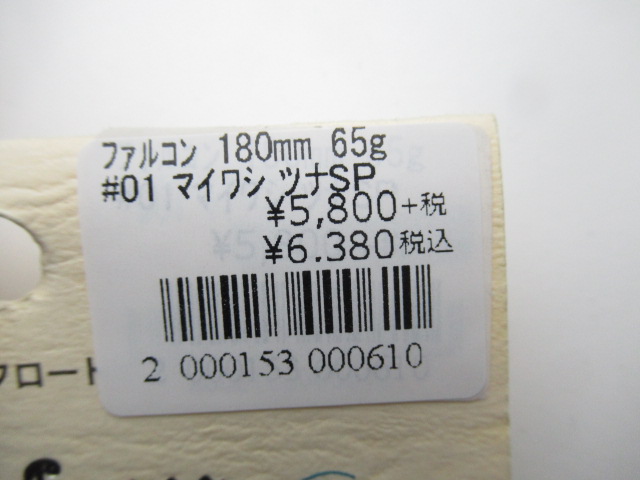 ﾌｧﾙｺﾝ 180mm 65g
#01 マイワシ ツナSP
¥5,800+税
¥6.380税込
2 000153 000610
フロート